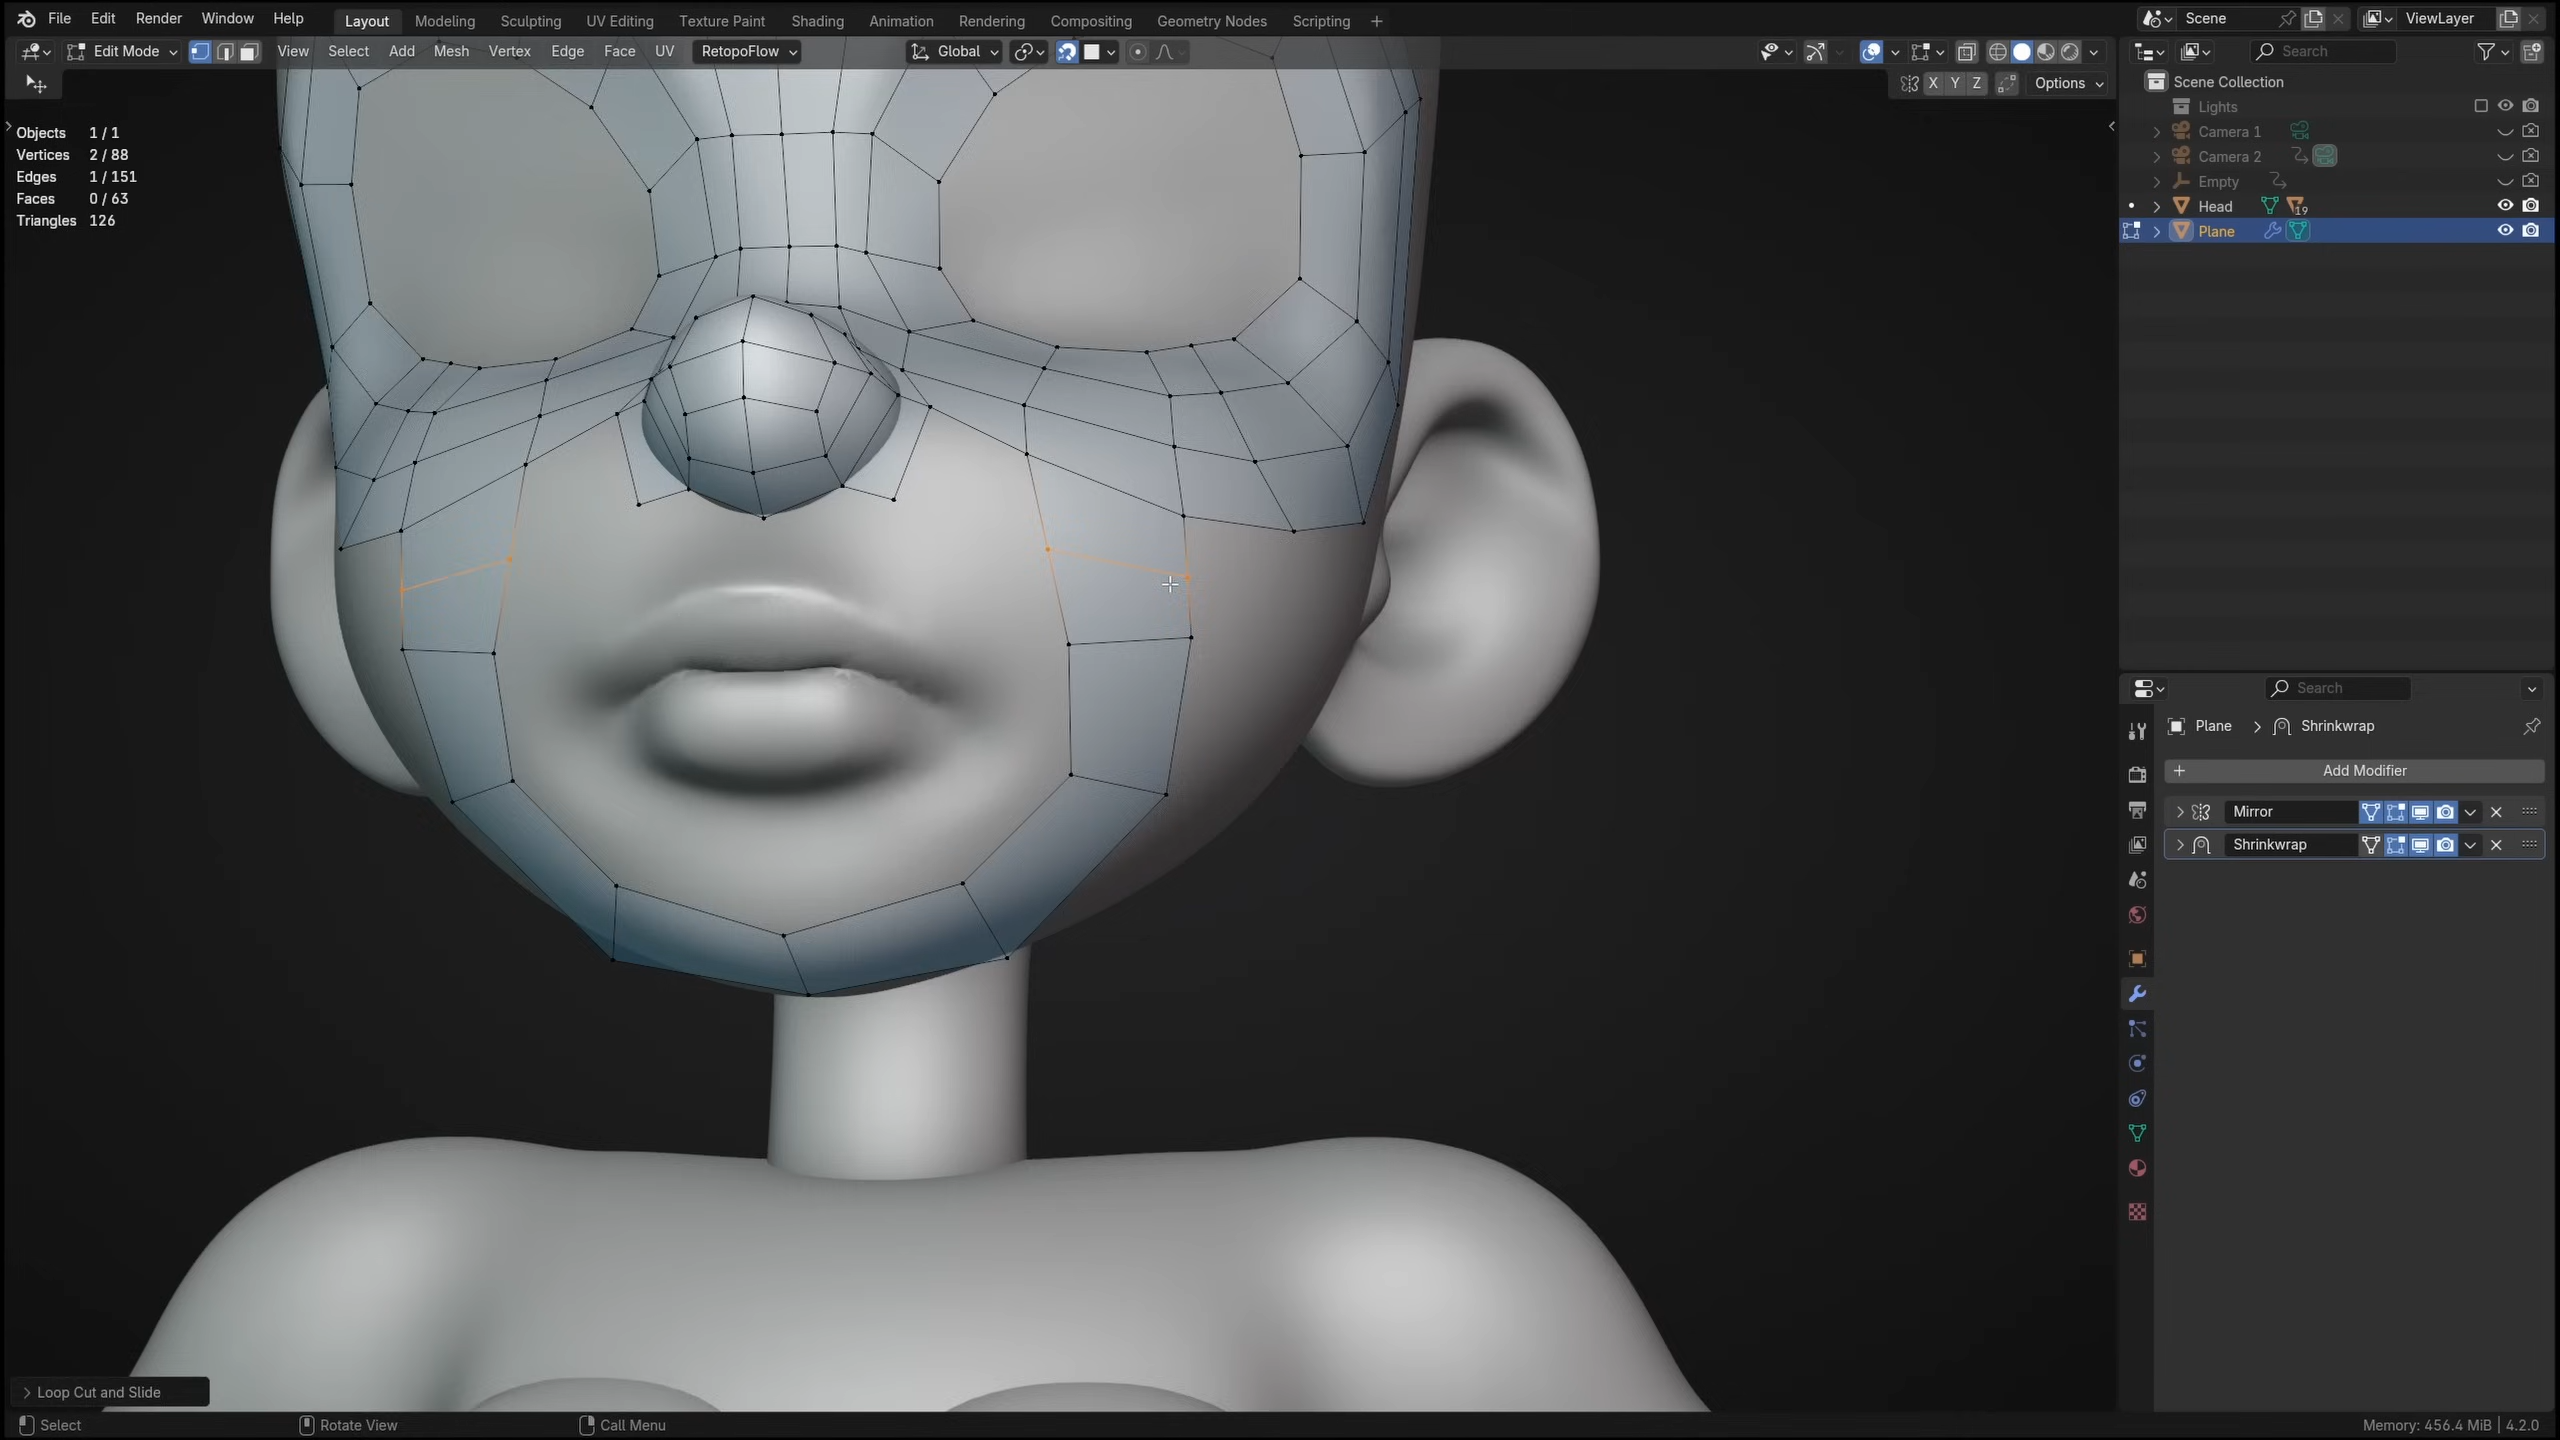 File Edit Render Window Help Layout Modeling Sculpting UV Editing Texture Paint Shading Animation Rendering Compositing Geometry Nodes Scripting + Scene ViewLayer
Edit Mode View Select Add Mesh Vertex Edge Face UV RetopoFlow Global Search
X Y Z Options
Scene Collection
Lights
Camera 1
Camera 2
Empty
Head 19
Plane
Objects 1 / 1
Vertices 2 / 88
Edges 1 / 151
Faces 0 / 63
Triangles 126
Search
Plane > Shrinkwrap
+ Add Modifier
Mirror
Shrinkwrap
> Loop Cut and Slide
Select Rotate View Call Menu Memory: 456.4 MiB | 4.2.0